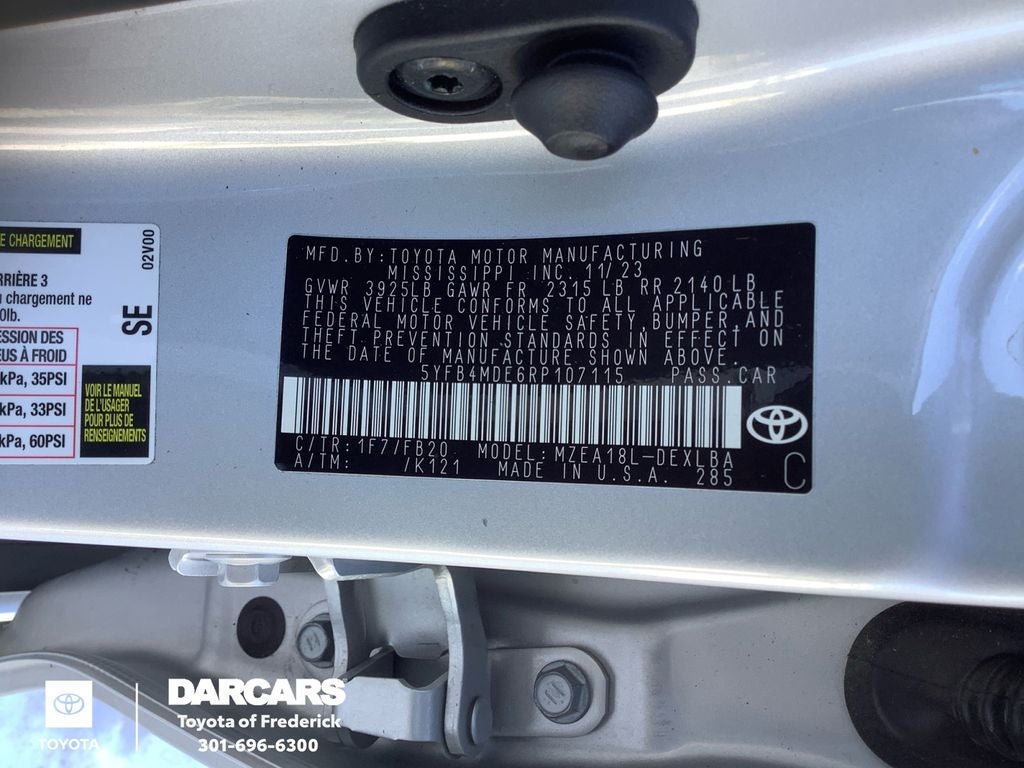 E CHARGEMENT
02V00
RRIÈRE 3
chargement ne
0lb.
SE
ESSION DES
EUS À FROID
kPa, 35PSI
kPa, 33PSI
kPa, 60PSI
VOIR LE MANUEL
DE L'USAGER
POUR PLUS DE
RENSEIGNEMENTS
MFD.BY:TOYOTA MOTOR MANUFACTURING
MISSISSIPPI INC. 11/23
GVWR 3925LB GAWR FR 2315 LB RR 2140 LB
THIS VEHICLE CONFORMS TO ALL APPLICABLE
FEDERAL MOTOR VEHICLE SAFETY, BUMPER, AND
THEFT PREVENTION STANDARDS IN EFFECT ON
THE DATE OF MANUFACTURE SHOWN ABOVE.
5YFB4MDE6RP107115 PASS.CAR
C/TR: 1F7/FB20 MODEL: MZEA18L-DEXLBA
A/TM: /K121 MADE IN U.S.A. 285
C
TOYOTA
DARCARS
Toyota of Frederick
301-696-6300